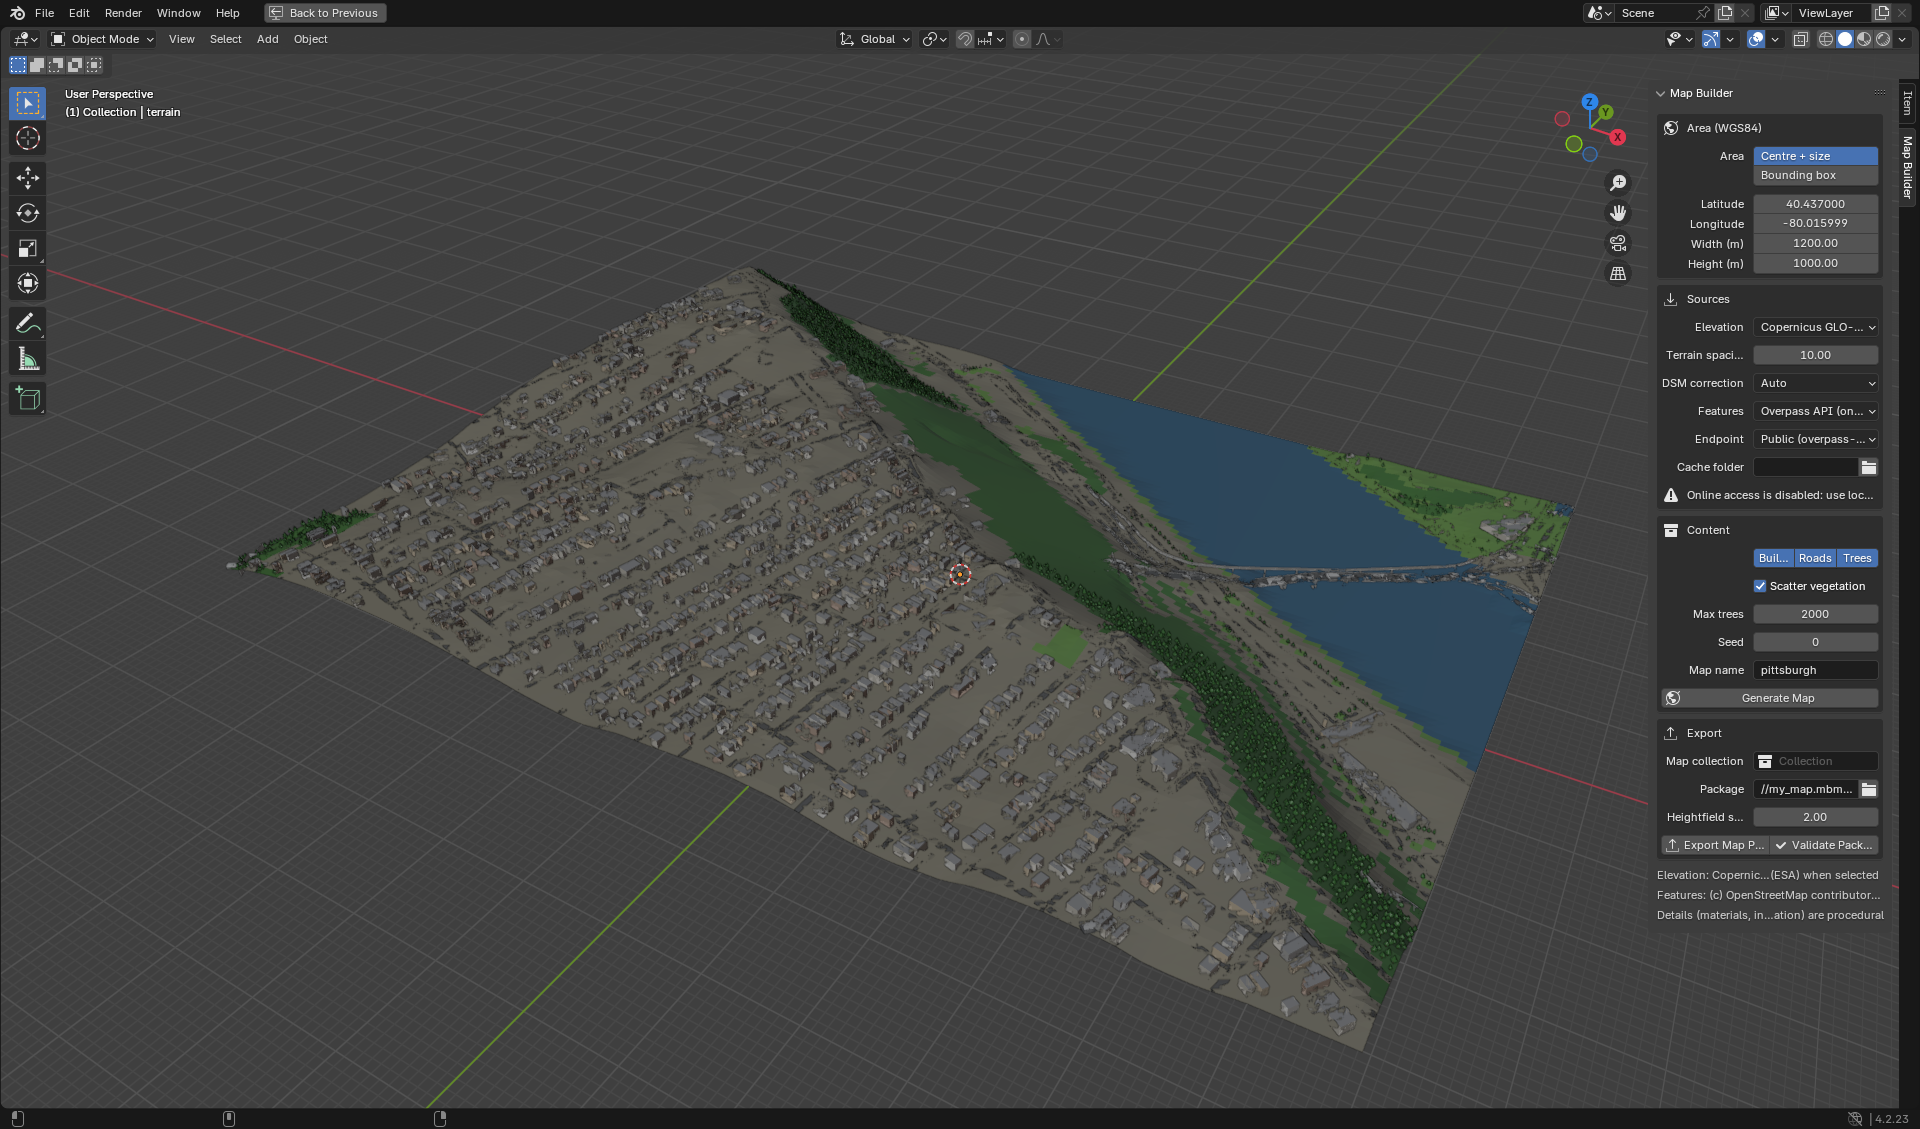 File Edit Render Window Help Back to Previous Scene ViewLayer
Object Mode View Select Add Object Global
User Perspective
(1) Collection | terrain
Z
Y
X
Item
Map Builder
Map Builder
Area (WGS84)
Area Centre + size
Bounding box
Latitude 40.437000
Longitude -80.015999
Width (m) 1200.00
Height (m) 1000.00
Sources
Elevation Copernicus GLO-...
Terrain spaci... 10.00
DSM correction Auto
Features Overpass API (on...
Endpoint Public (overpass-...
Cache folder
Online access is disabled: use loc...
Content
Buil... Roads Trees
Scatter vegetation
Max trees 2000
Seed 0
Map name pittsburgh
Generate Map
Export
Map collection Collection
Package //my_map.mbm...
Heightfield s... 2.00
Export Map P... Validate Pack...
Elevation: Copernic...(ESA) when selected
Features: (c) OpenStreetMap contributor...
Details (materials, in...ation) are procedural
4.2.23